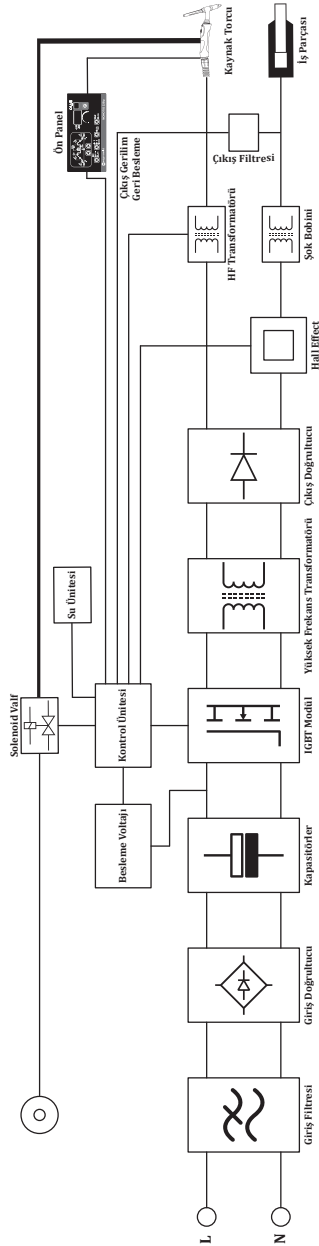 Solenoid Valf
Su Ünitesi
Ön Panel
Kaynak Torcu
Besleme Voltajı
Kontrol Ünitesi
Çıkış Gerilim
Geri Besleme
Çıkış Filtresi
İş Parçası
HF Transformatörü
Şok Bobini
Hall Effect
L
N
Giriş Filtresi
Giriş Doğrultucu
Kapasitörler
IGBT Modül
Yüksek Frekans Transformatörü
Çıkış Doğrultucu